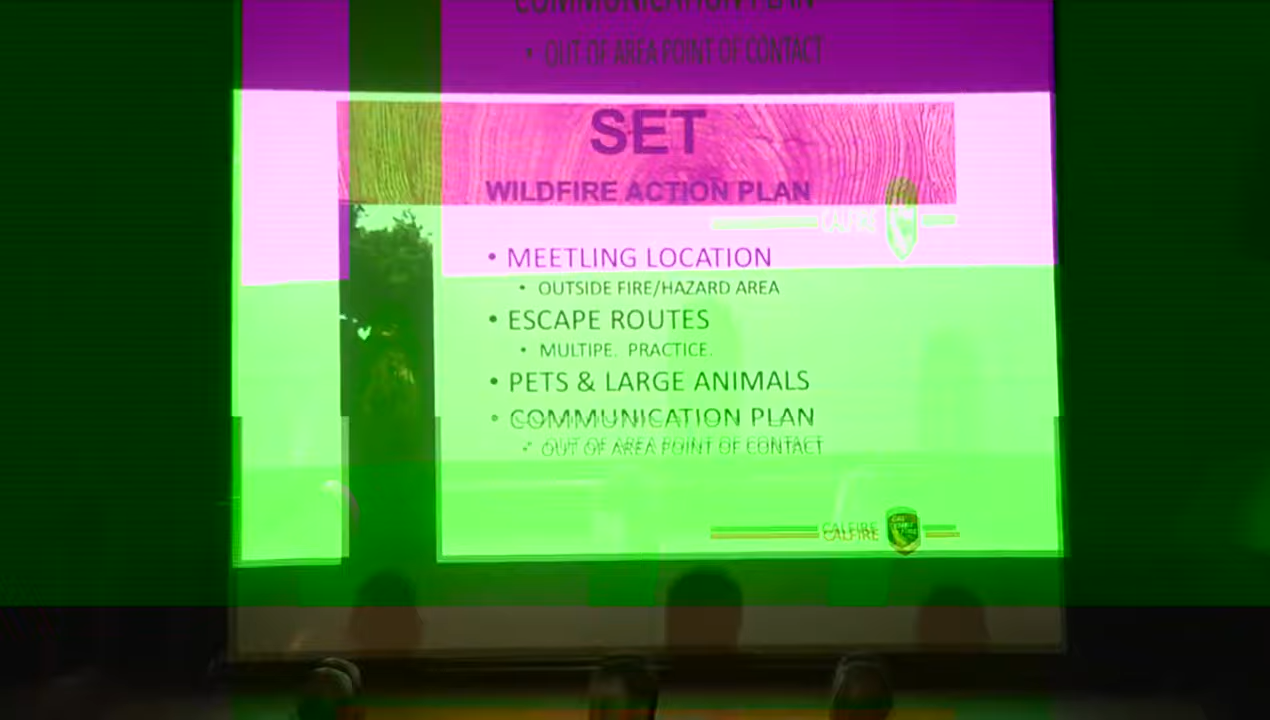 COMMUNICATION PLAN
• OUT OF AREA POINT OF CONTACT
SET
WILDFIRE ACTION PLAN
CALFIRE
• MEETLING LOCATION
• OUTSIDE FIRE/HAZARD AREA
• ESCAPE ROUTES
• MULTIPE. PRACTICE.
• PETS & LARGE ANIMALS
• COMMUNICATION PLAN
• OUT OF AREA POINT OF CONTACT
CALFIRE